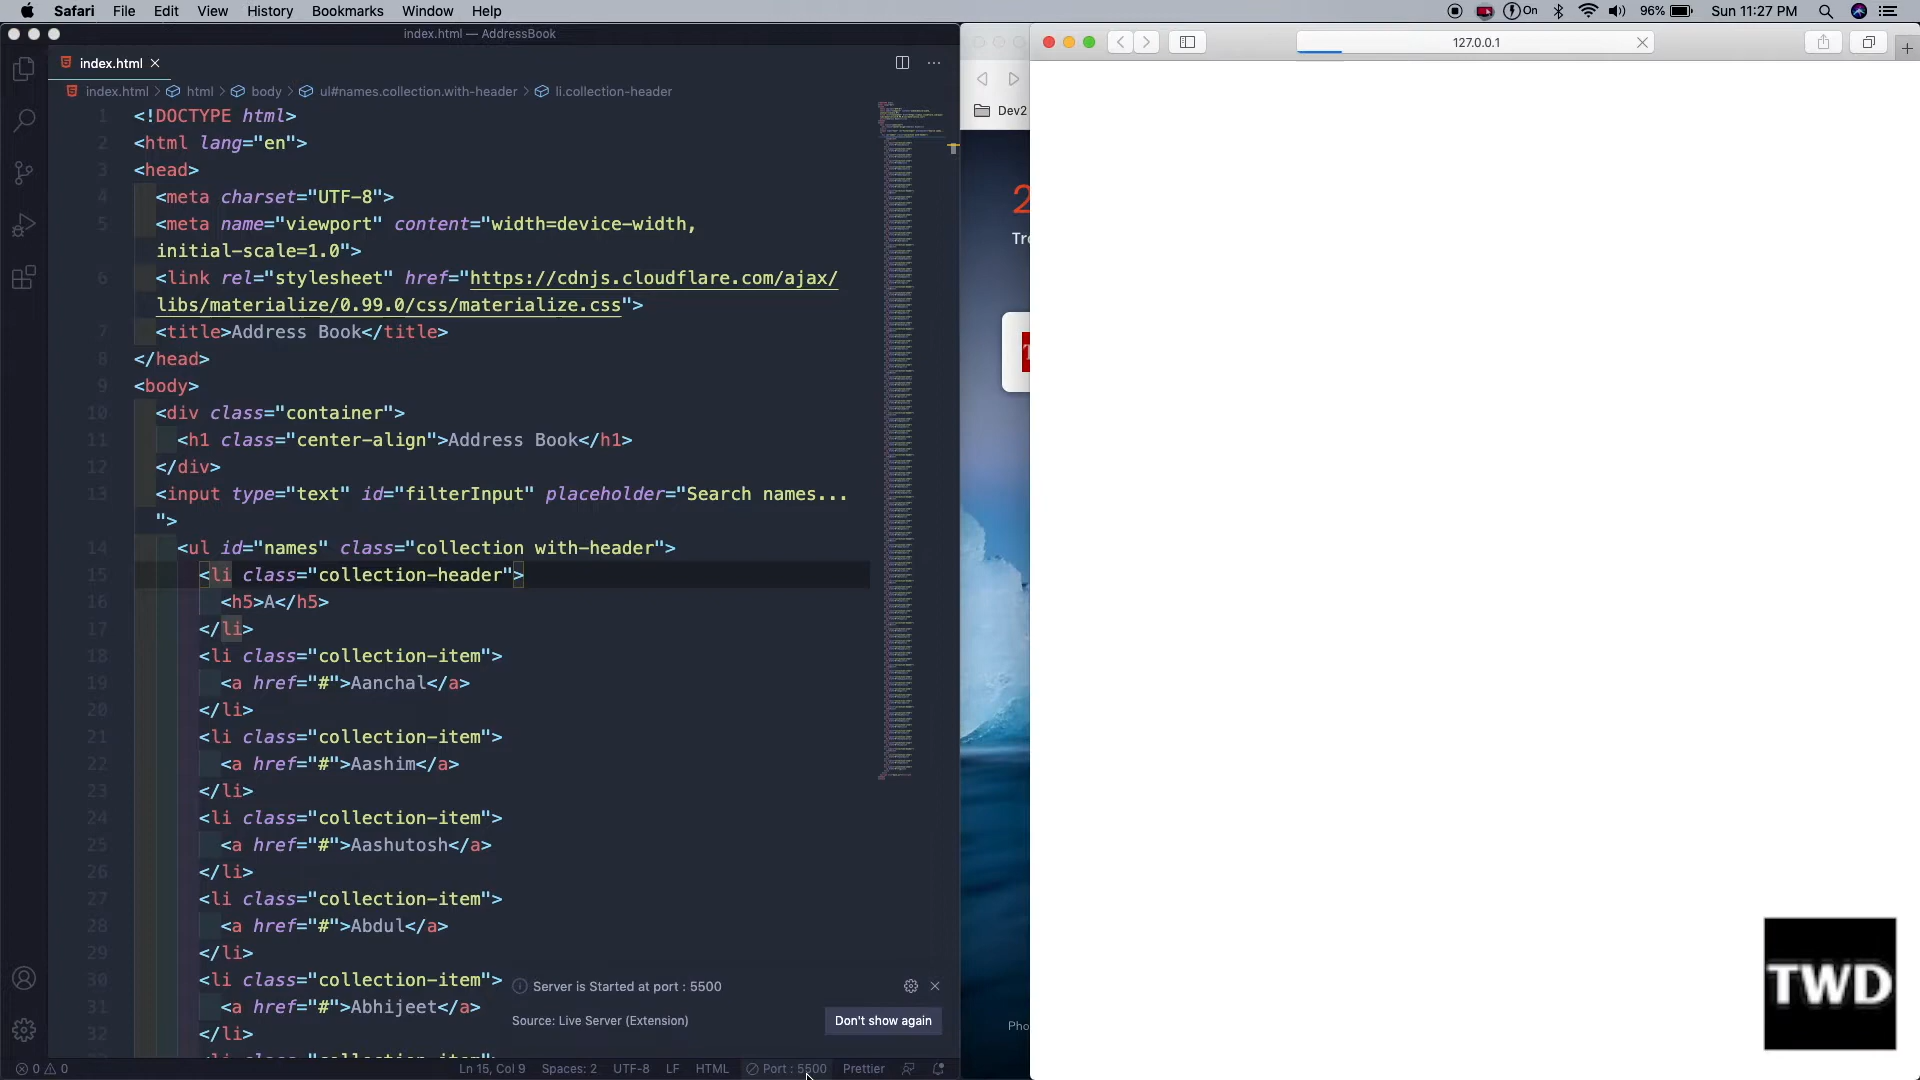 Safari File Edit View History Bookmarks Window Help
On 96% Sun 11:27 PM
index.html — AddressBook
127.0.0.1
index.html
index.html > html > body > ul#names.collection.with-header > li.collection-header
Dev2
1 <!DOCTYPE html>
2 <html lang="en">
3 <head>
4 <meta charset="UTF-8">
5 <meta name="viewport" content="width=device-width,
initial-scale=1.0">
6 <link rel="stylesheet" href="https://cdnjs.cloudflare.com/ajax/
libs/materialize/0.99.0/css/materialize.css">
7 <title>Address Book</title>
8 </head>
9 <body>
10 <div class="container">
11 <h1 class="center-align">Address Book</h1>
12 </div>
13 <input type="text" id="filterInput" placeholder="Search names...
">
14 <ul id="names" class="collection with-header">
15 <li class="collection-header">
16 <h5>A</h5>
17 </li>
18 <li class="collection-item">
19 <a href="#">Aanchal</a>
20 </li>
21 <li class="collection-item">
22 <a href="#">Aashim</a>
23 </li>
24 <li class="collection-item">
25 <a href="#">Aashutosh</a>
26 </li>
27 <li class="collection-item">
28 <a href="#">Abdul</a>
29 </li>
30 <li class="collection-item">
31 <a href="#">Abhijeet</a>
32 </li>
Server is Started at port : 5500
Source: Live Server (Extension)
Don't show again
0 0 Ln 15, Col 9 Spaces: 2 UTF-8 LF HTML Port : 5500 Prettier
2
Tro
Pho
TWD